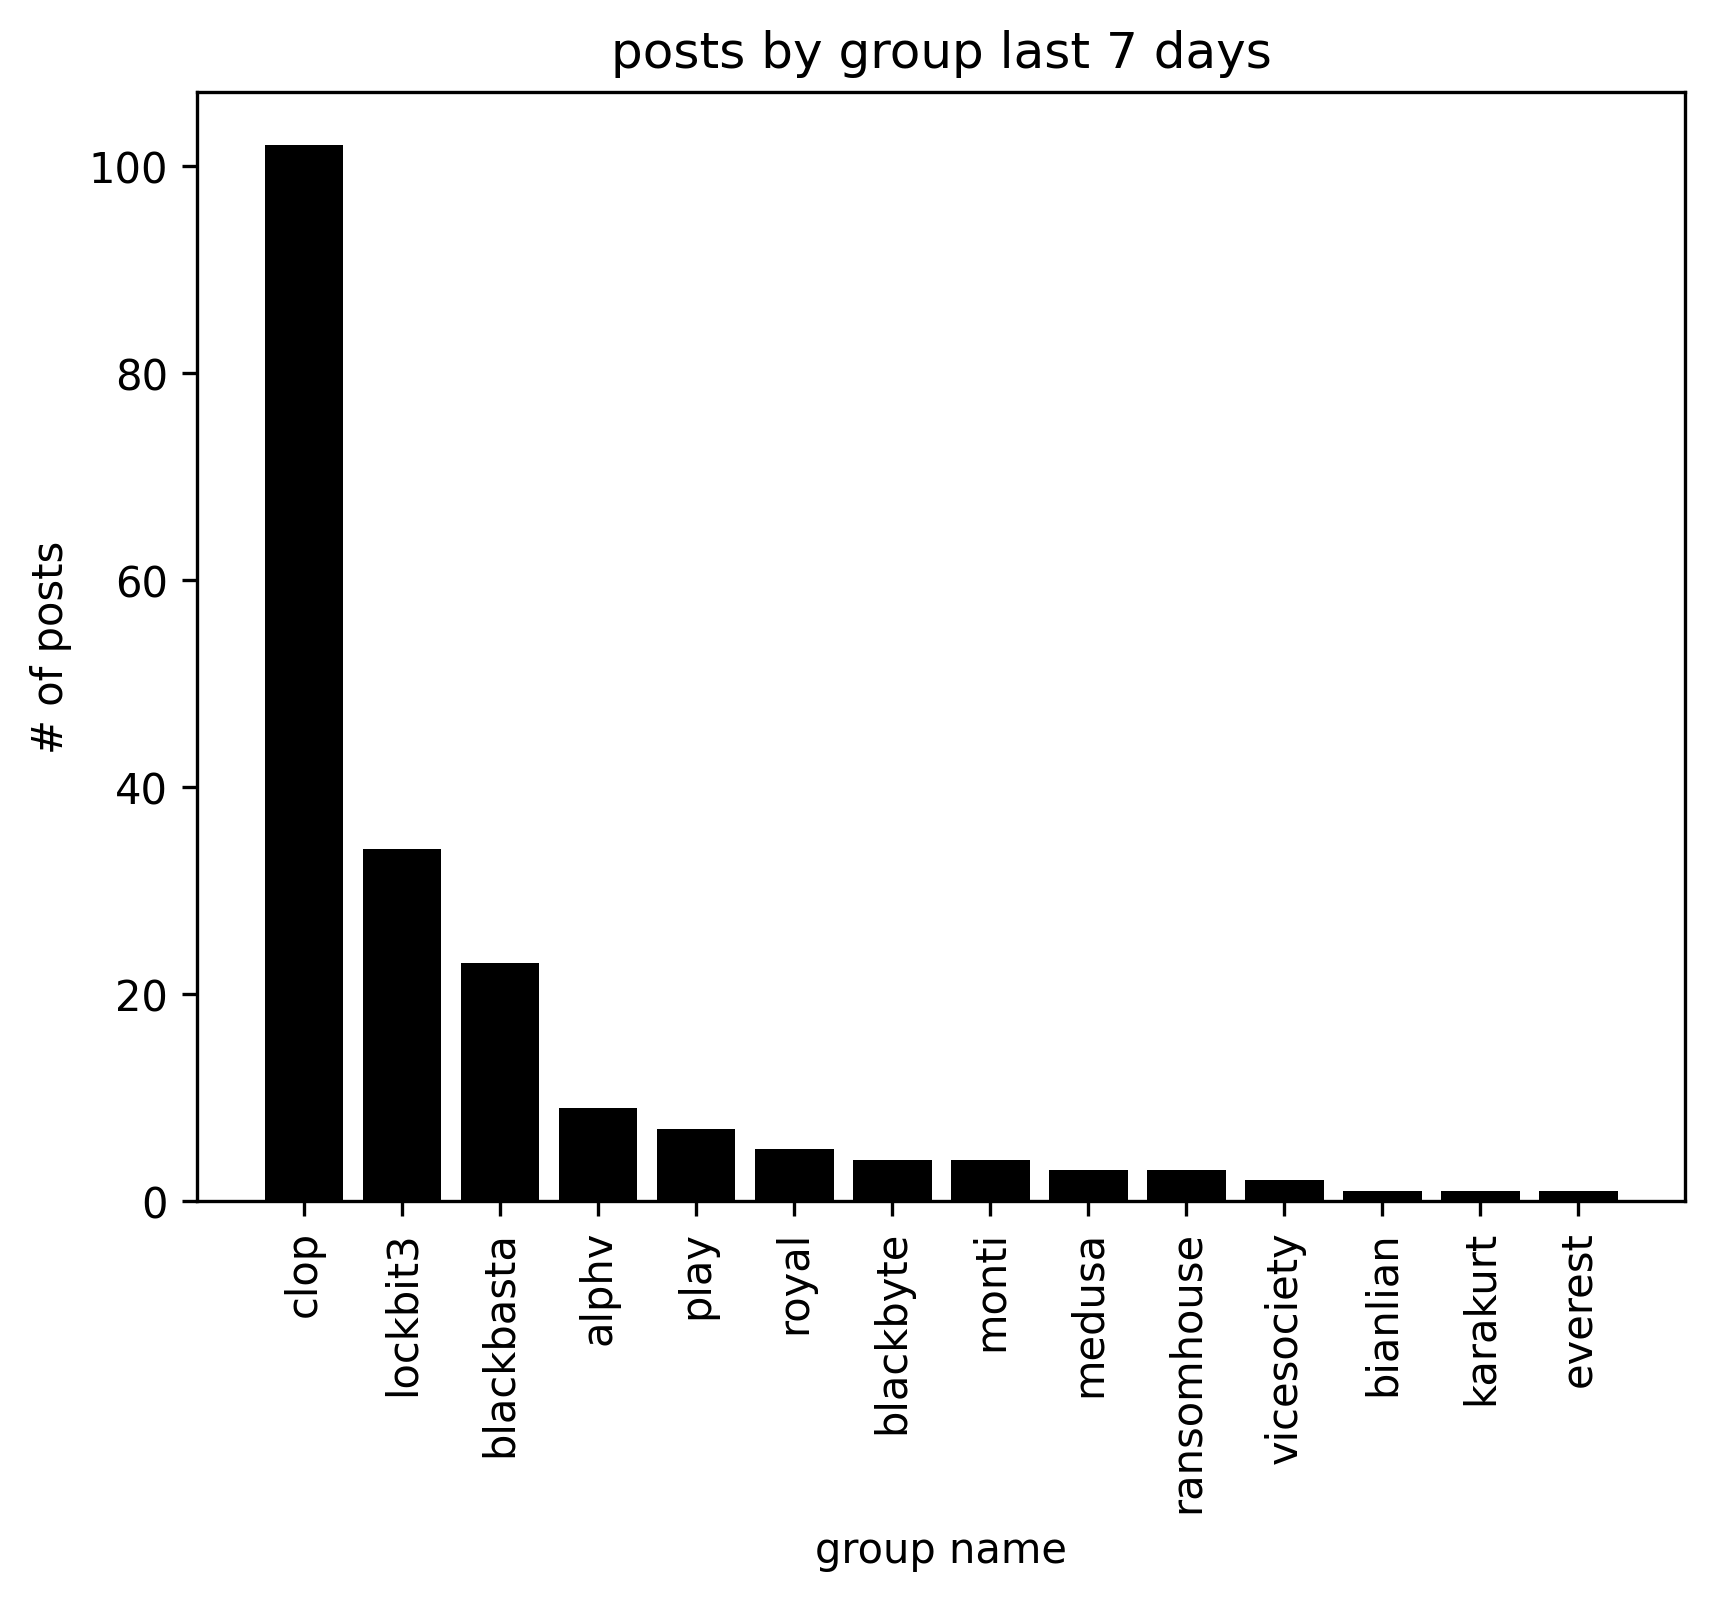 posts by group last 7 days
# of posts
100
80
60
40
20
0
clop
lockbit3
blackbasta
alphv
play
royal
blackbyte
monti
medusa
ransomhouse
vicesociety
bianlian
karakurt
everest
group name